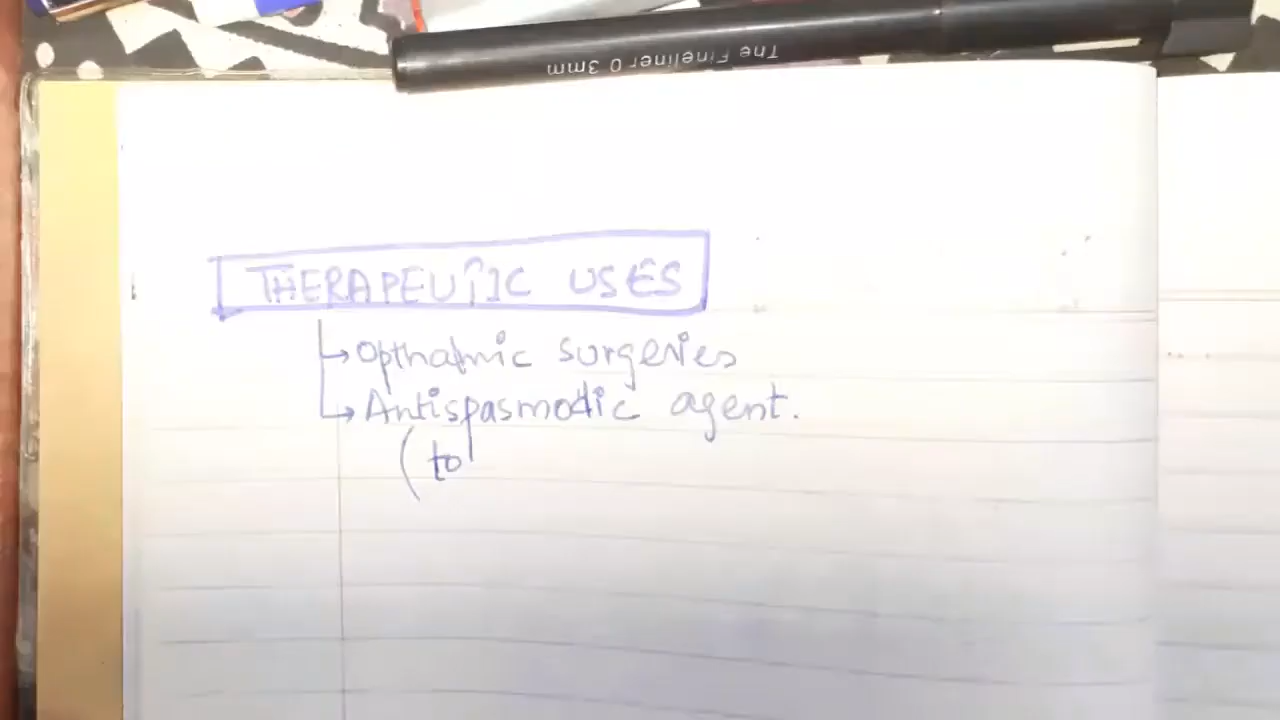 The Fineliner 0.3mm
THERAPEUTIC USES
Opthalmic surgeries
Antispasmodic agent.
(to